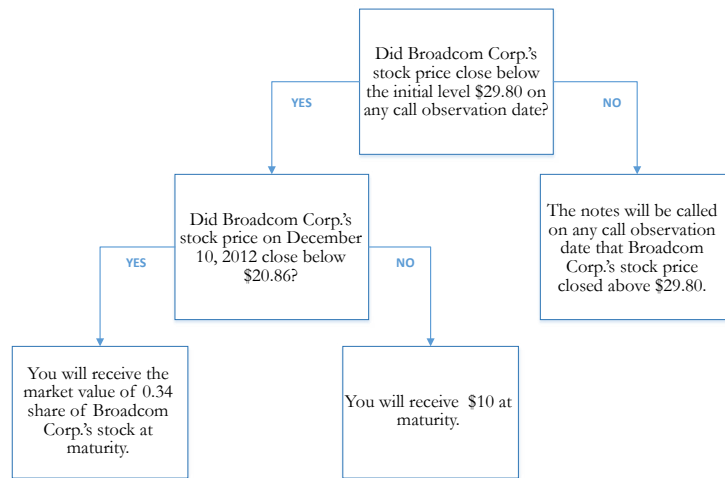 Did Broadcom Corp.'s
stock price close below
the initial level $29.80 on
any call observation date?
YES
NO
Did Broadcom Corp.'s
stock price on December
10, 2012 close below
$20.86?
The notes will be called
on any call observation
date that Broadcom
Corp.'s stock price
closed above $29.80.
YES
NO
You will receive the
market value of 0.34
share of Broadcom
Corp.'s stock at
maturity.
You will receive $10 at
maturity.